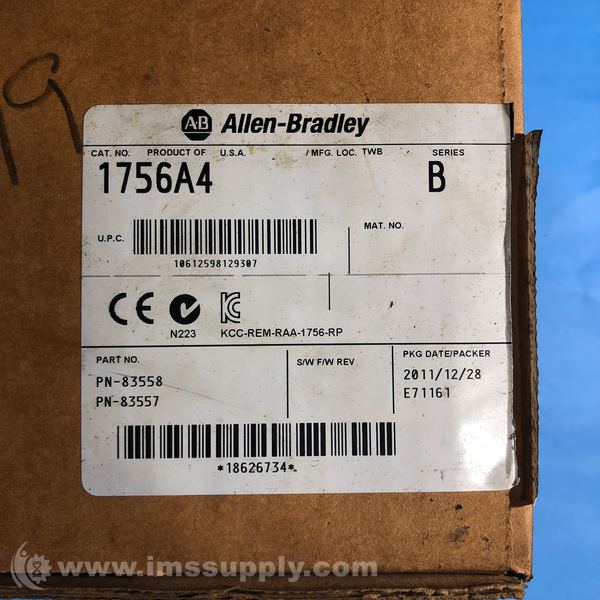 19
AB Allen-Bradley
CAT. NO. PRODUCT OF U.S.A. / MFG. LOC. TWB SERIES
1756A4 B
U.P.C. MAT. NO.
10612598129307
CE N223 KCC-REM-RAA-1756-RP
PART NO. S/W F/W REV PKG DATE/PACKER
PN-83558 2011/12/28
PN-83557 E71161
*18626734*
www.imssupply.com